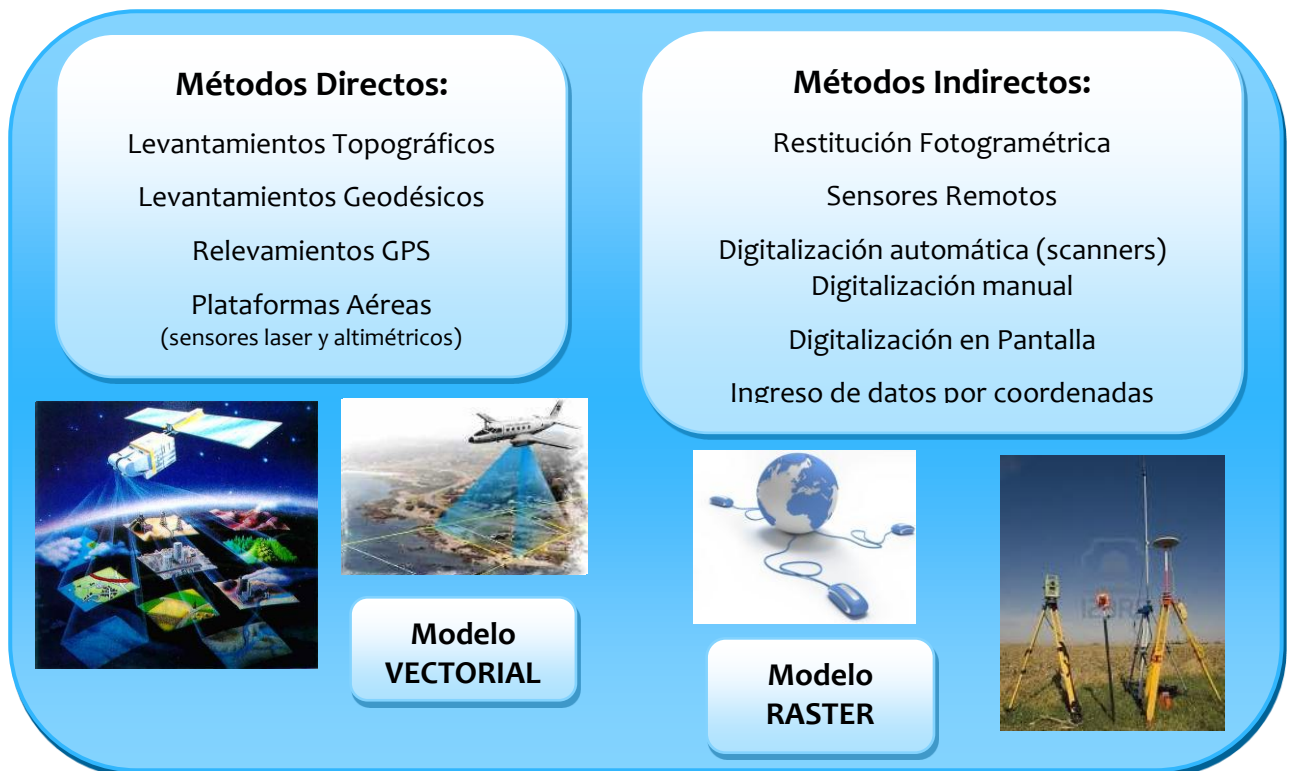 Métodos Directos:
Levantamientos Topográficos
Levantamientos Geodésicos
Relevamientos GPS
Plataformas Aéreas
(sensores laser y altimétricos)
Métodos Indirectos:
Restitución Fotogramétrica
Sensores Remotos
Digitalización automática (scanners)
Digitalización manual
Digitalización en Pantalla
Ingreso de datos por coordenadas
Modelo
VECTORIAL
Modelo
RASTER